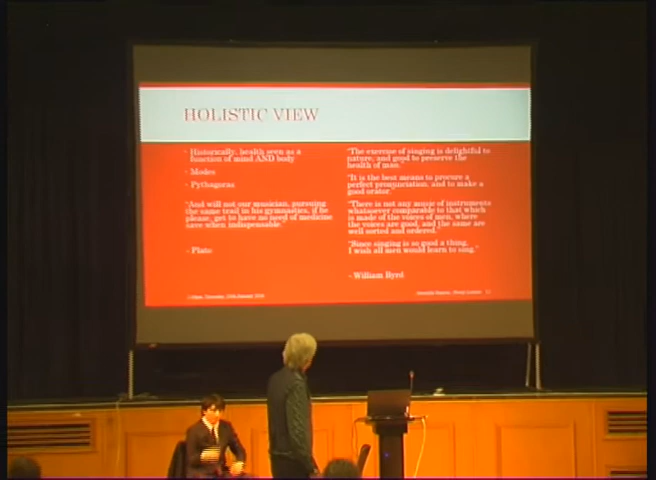 HOLISTIC VIEW
- Historically, health seen as a
function of mind AND body
- Modes
- Pythagoras
"And will not our musician, pursuing
the same trail in his gymnastics, if he
please, get to have no need of medicine
save when indispensable."
- Plato
"The exercise of singing is delightful to
nature, and good to preserve the
health of man."
"It is the best means to procure a
perfect pronunciation, and to make a
good orator."
"There is not any music of instruments
whatsoever comparable to that which
is made of the voices of men, where
the voices are good, and the same are
well sorted and ordered."
"Since singing is so good a thing,
I wish all men would learn to sing."
- William Byrd